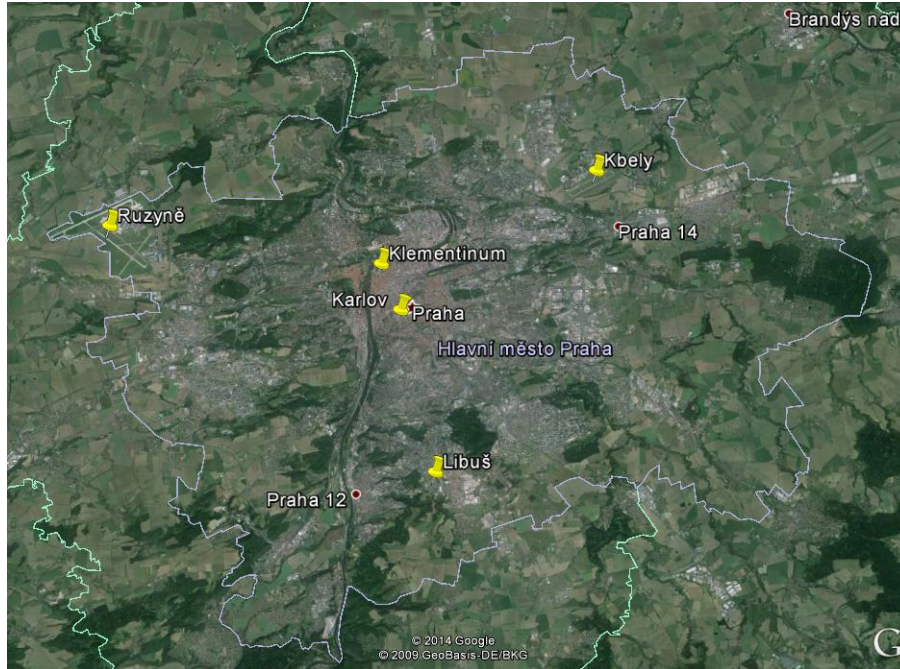 Brandýs nad
Kbely
Ruzyně
Praha 14
Klementinum
Karlov
Praha
Hlavní město Praha
Libuš
Praha 12
© 2014 Google
© 2009 GeoBasis-DE/BKG
G